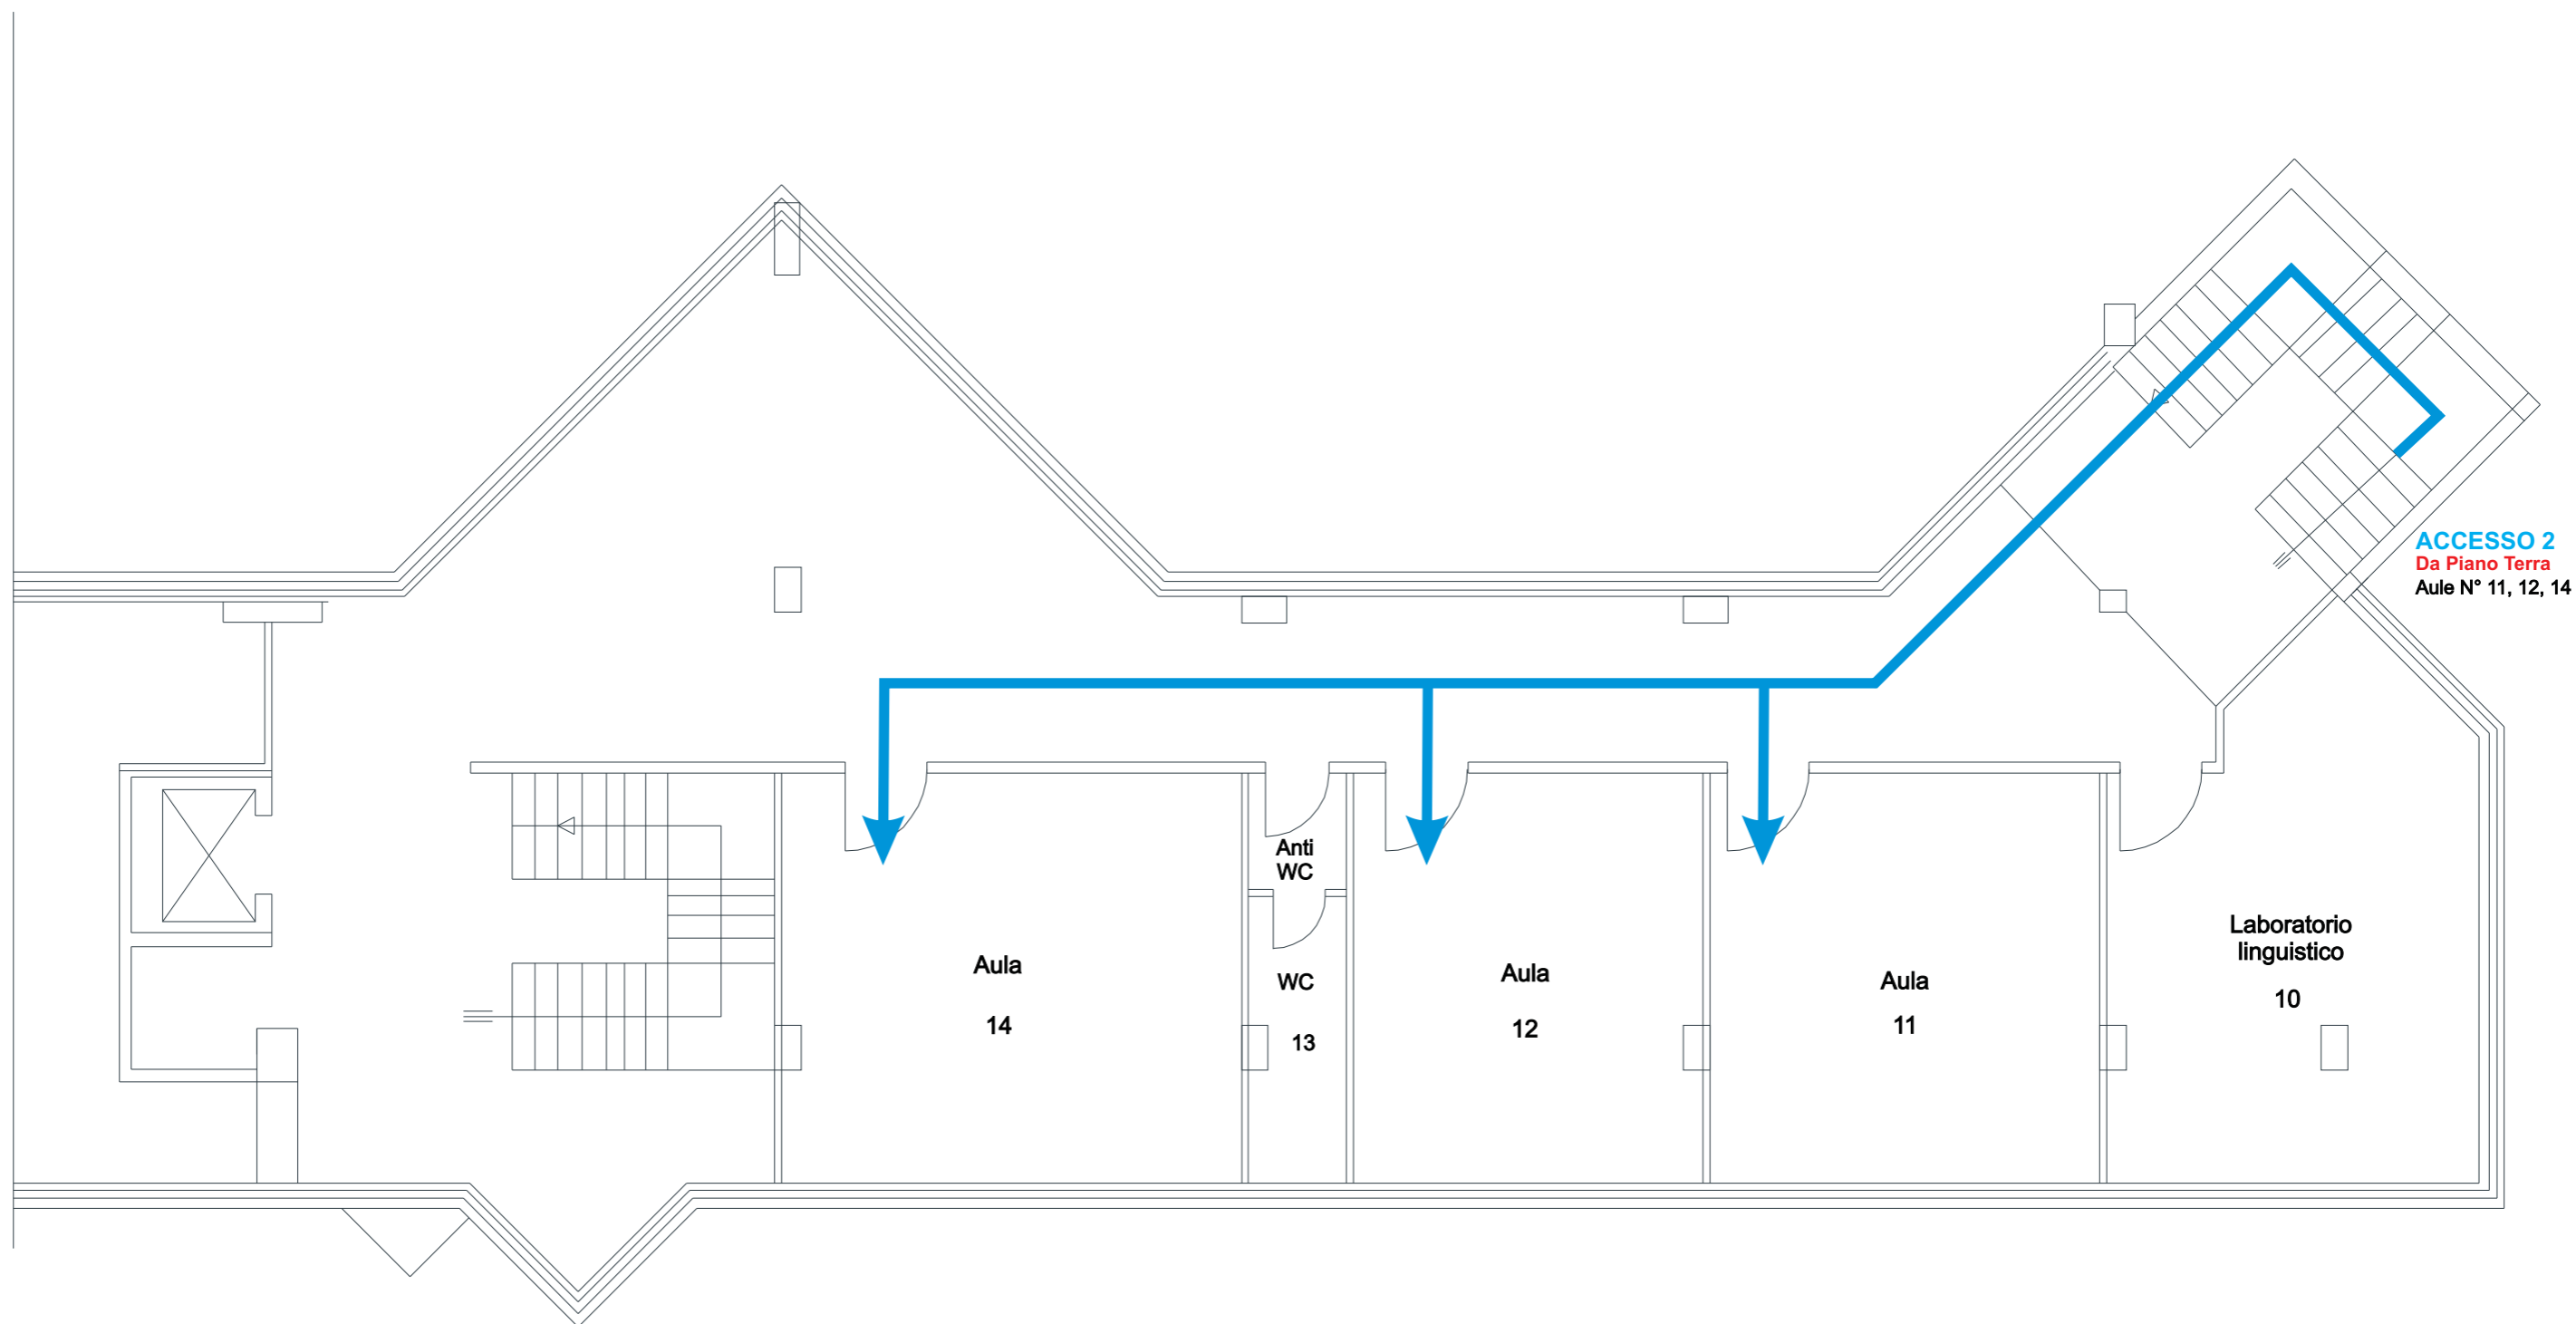 ACCESSO 2
Da Piano Terra
Aule N° 11, 12, 14
Anti
WC
Aula
14
WC
13
Aula
12
Aula
11
Laboratorio
linguistico
10